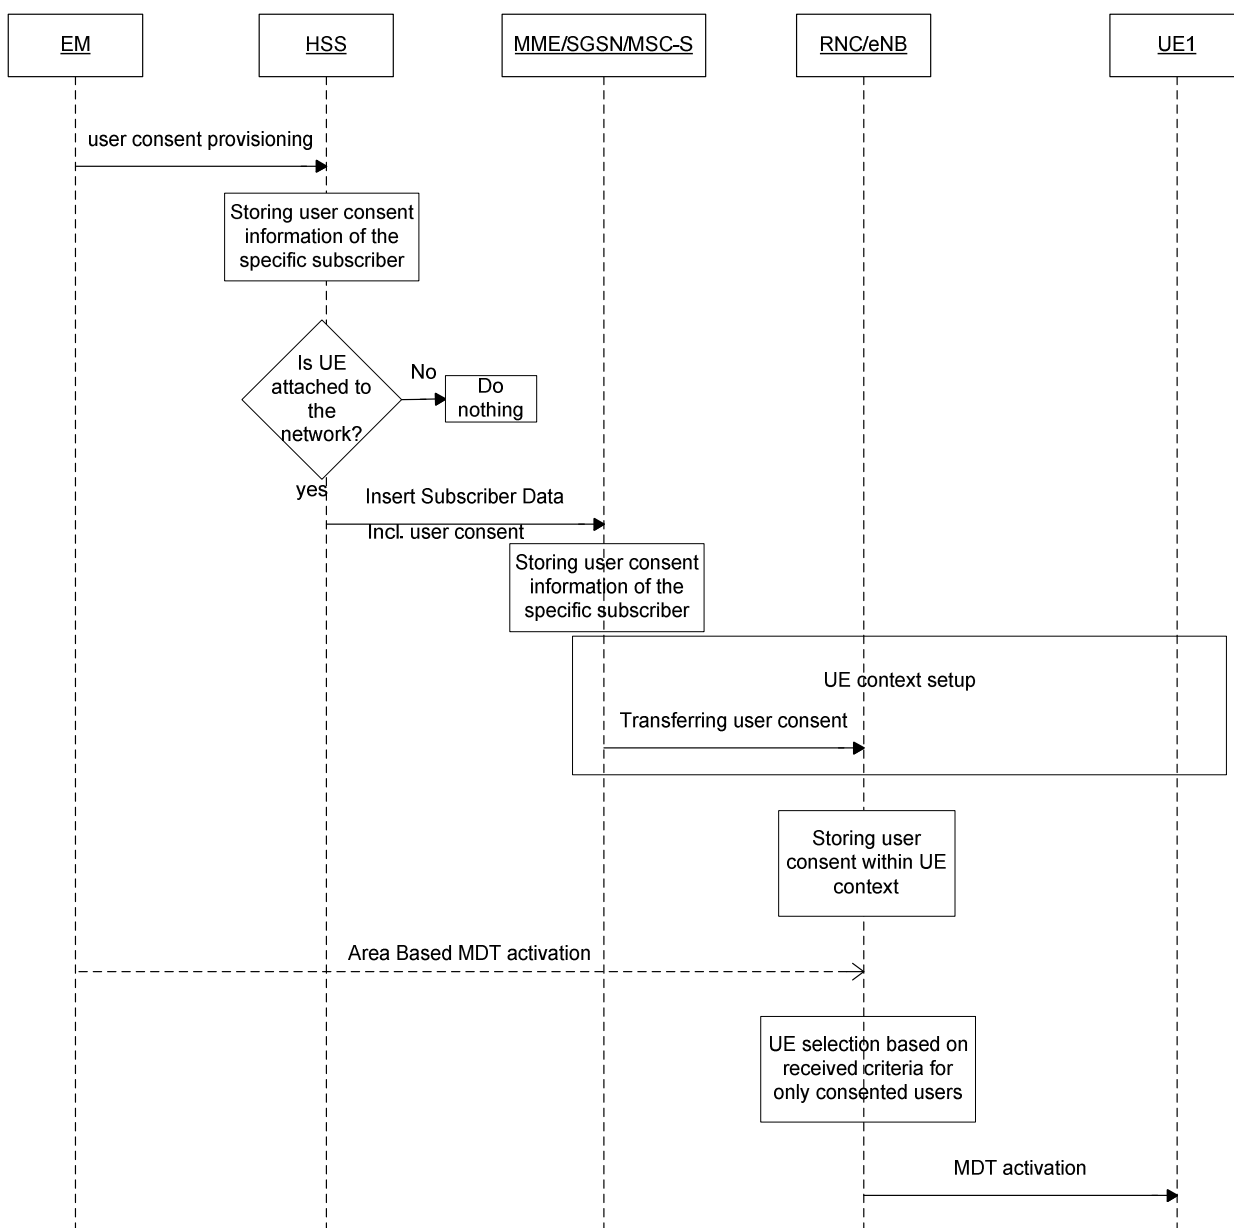 EM
HSS
MME/SGSN/MSC-S
RNC/eNB
UE1
user consent provisioning
Storing user consent
information of the
specific subscriber
Is UE
attached to
the
network?
No
Do
nothing
yes
Insert Subscriber Data
Incl. user consent
Storing user consent
information of the
specific subscriber
UE context setup
Transferring user consent
Storing user
consent within UE
context
Area Based MDT activation
UE selection based on
received criteria for
only consented users
MDT activation